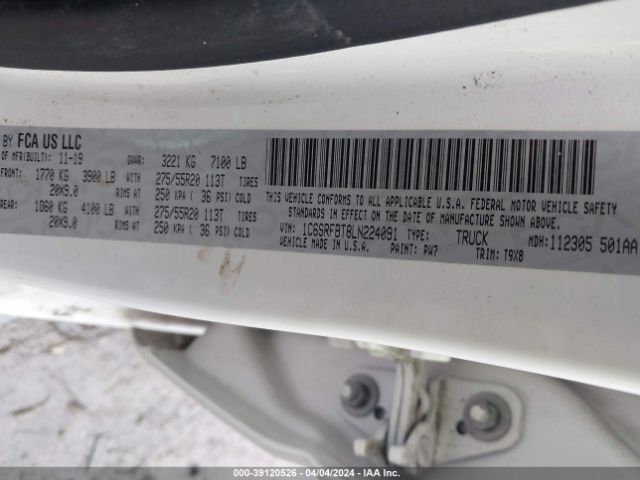 BY FCA US LLC
OF MFR(BUILT): 11-19 GVWR: 3221 KG 7100 LB
FRONT: 1770 KG 3900 LB WITH 275/55R20 113T TIRES
20X9.0 RIMS AT 250 KPA ( 36 PSI) COLD
REAR: 1860 KG 4100 LB WITH 275/55R20 113T TIRES
20X9.0 RIMS AT 250 KPA ( 36 PSI) COLD
THIS VEHICLE CONFORMS TO ALL APPLICABLE U.S.A. FEDERAL MOTOR VEHICLE SAFETY
STANDARDS IN EFFECT ON THE DATE OF MANUFACTURE SHOWN ABOVE.
VIN: 1C6SRFBT8LN224091 TYPE: TRUCK MDH:112305 501AA
VEHICLE MADE IN U.S.A. PAINT: PW7 TRIM: T9X8
000-39120526 - 04/04/2024 - IAA Inc.